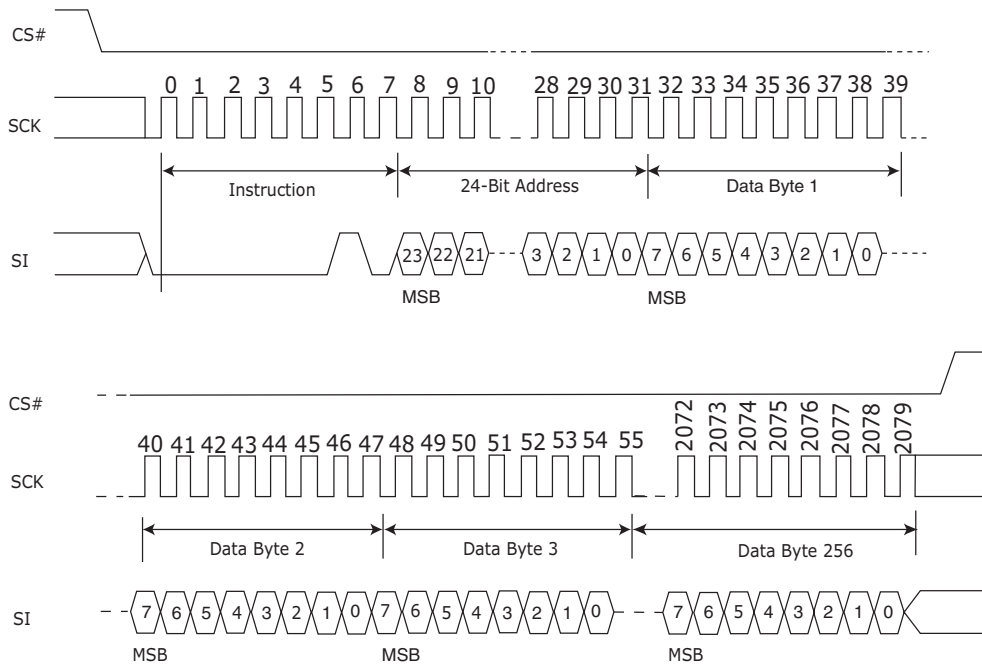 CS#
0 1 2 3 4 5 6 7 8 9 10 28 29 30 31 32 33 34 35 36 37 38 39
SCK
Instruction 24-Bit Address Data Byte 1
SI 23 22 21 3 2 1 0 7 6 5 4 3 2 1 0
MSB MSB
CS#
2072 2073 2074 2075 2076 2077 2078 2079
40 41 42 43 44 45 46 47 48 49 50 51 52 53 54 55
SCK
Data Byte 2 Data Byte 3 Data Byte 256
SI 7 6 5 4 3 2 1 0 7 6 5 4 3 2 1 0 7 6 5 4 3 2 1 0
MSB MSB MSB